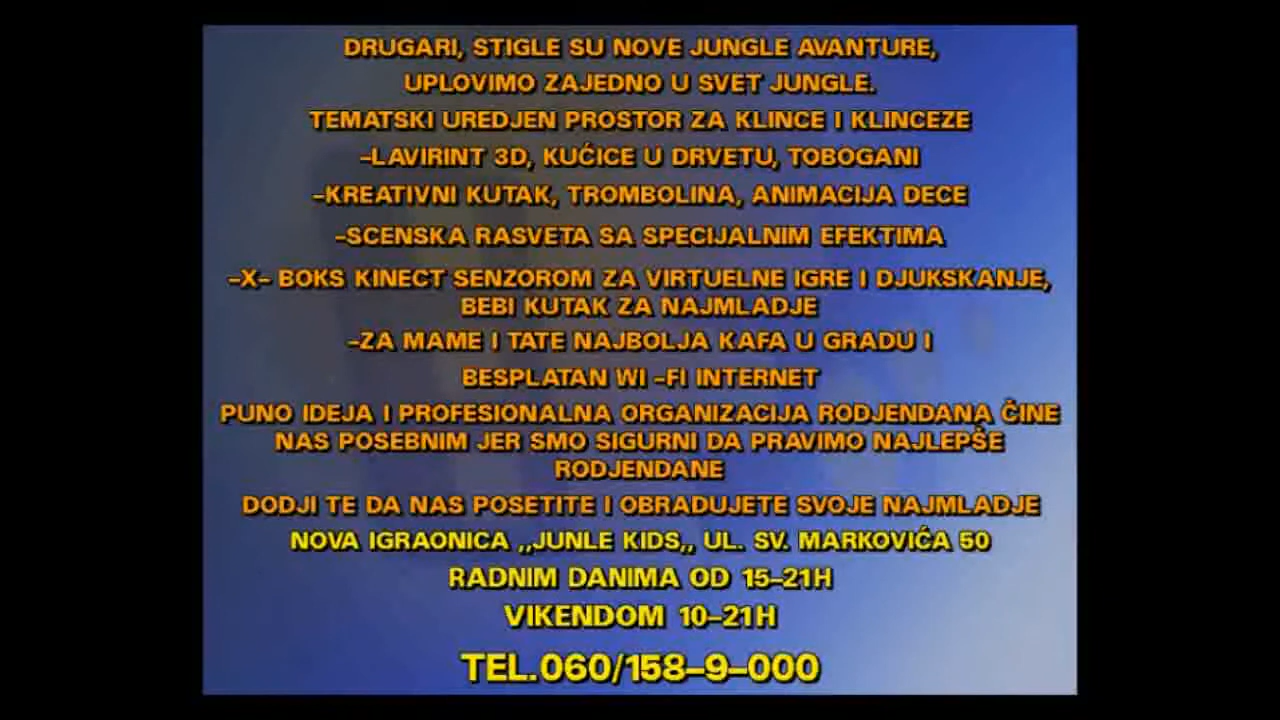 DRUGARI, STIGLE SU NOVE JUNGLE AVANTURE,
UPLOVIMO ZAJEDNO U SVET JUNGLE.
TEMATSKI UREDJEN PROSTOR ZA KLINCE I KLINCEZE
-LAVIRINT 3D, KUĆICE U DRVETU, TOBOGANI
-KREATIVNI KUTAK, TROMBOLINA, ANIMACIJA DECE
-SCENSKA RASVETA SA SPECIJALNIM EFEKTIMA
-X- BOKS KINECT SENZOROM ZA VIRTUELNE IGRE I DJUKSKANJE,
BEBI KUTAK ZA NAJMLADJE
-ZA MAME I TATE NAJBOLJA KAFA U GRADU I
BESPLATAN WI -FI INTERNET
PUNO IDEJA I PROFESIONALNA ORGANIZACIJA RODJENDANA ČINE
NAS POSEBNIM JER SMO SIGURNI DA PRAVIMO NAJLEPŠE
RODJENDANE
DODJI TE DA NAS POSETITE I OBRADUJETE SVOJE NAJMLADJE
NOVA IGRAONICA ,,JUNLE KIDS,, UL. SV. MARKOVIĆA 50
RADNIM DANIMA OD 15-21H
VIKENDOM 10-21H
TEL.060/158-9-000